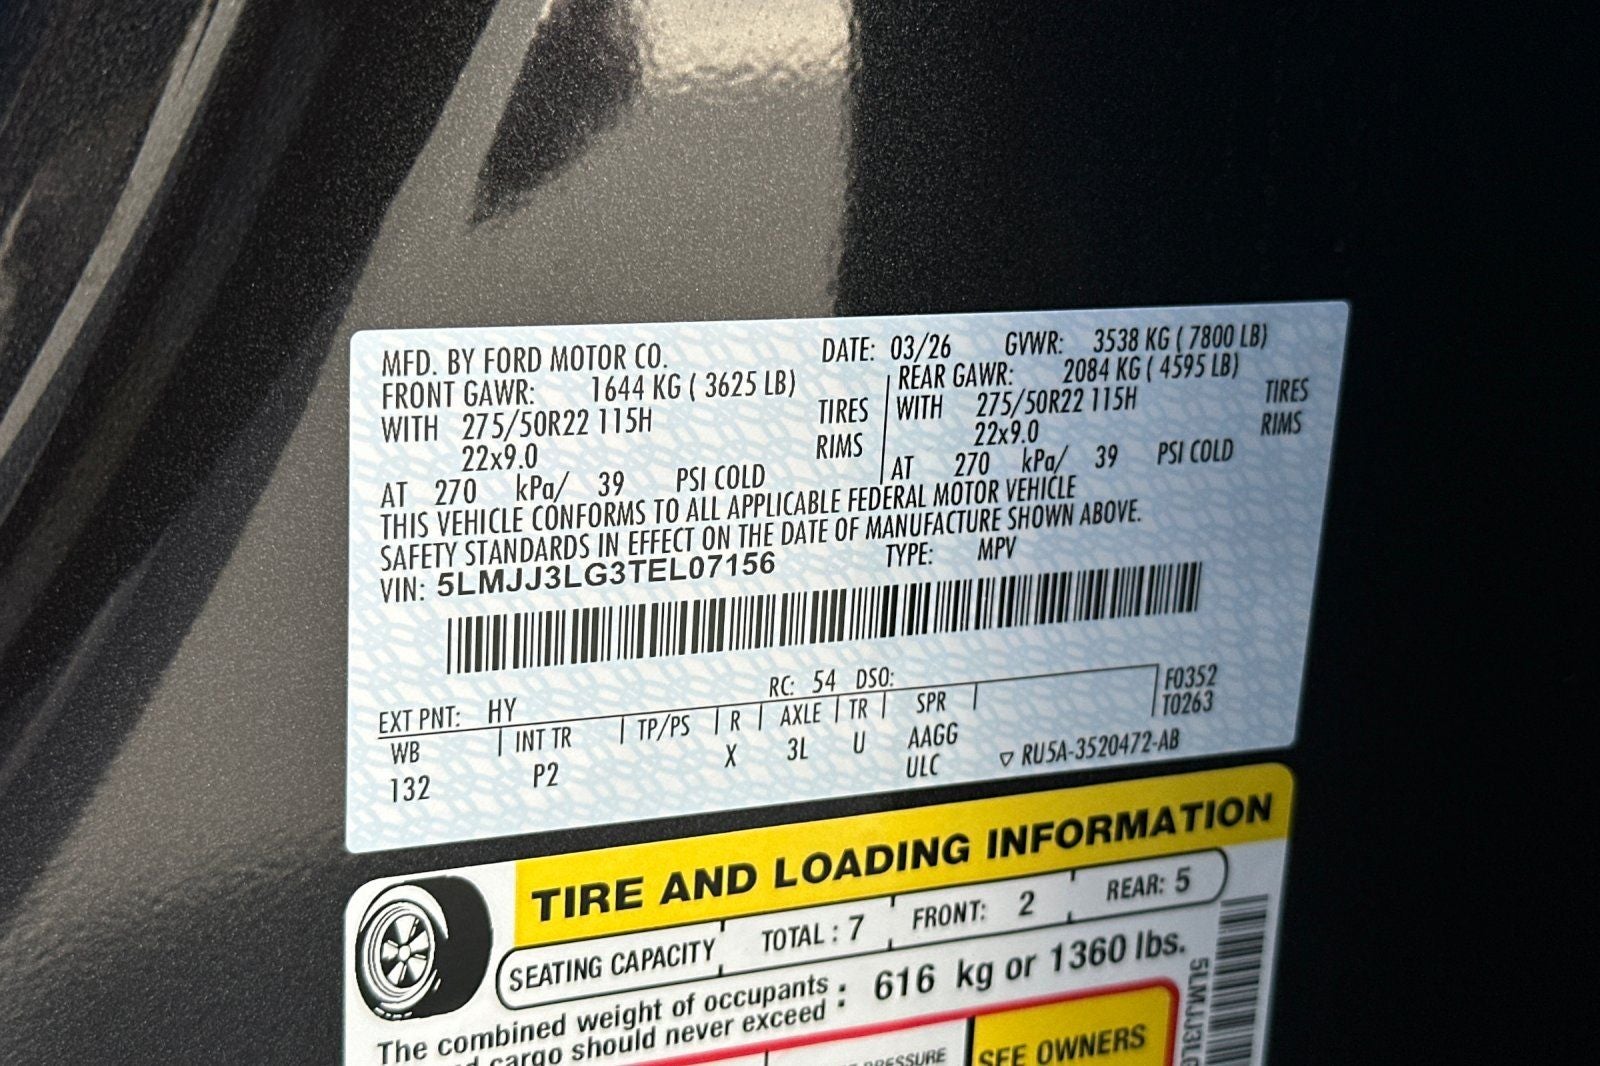 MFD. BY FORD MOTOR CO. DATE: 03/26 GVWR: 3538 KG ( 7800 LB)
FRONT GAWR: 1644 KG ( 3625 LB) REAR GAWR: 2084 KG ( 4595 LB)
WITH 275/50R22 115H TIRES WITH 275/50R22 115H TIRES
22x9.0 RIMS 22x9.0 RIMS
AT 270 kPa/ 39 PSI COLD AT 270 kPa/ 39 PSI COLD
THIS VEHICLE CONFORMS TO ALL APPLICABLE FEDERAL MOTOR VEHICLE
SAFETY STANDARDS IN EFFECT ON THE DATE OF MANUFACTURE SHOWN ABOVE.
VIN: 5LMJJ3LG3TEL07156 TYPE: MPV
EXT PNT: HY RC: 54 DSO: F0352
WB INT TR TP/PS R AXLE TR SPR T0263
132 P2 X 3L U AAGG
ULC ▽ RU5A-3520472-AB
TIRE AND LOADING INFORMATION
SEATING CAPACITY TOTAL : 7 FRONT: 2 REAR: 5
The combined weight of occupants : 616 kg or 1360 lbs.
cargo should never exceed :
PRESSURE SEE OWNERS
5LMJJ3LG